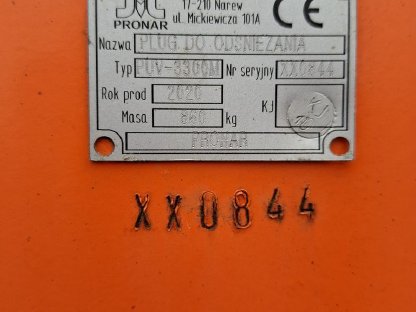 17-210 Narew
ul. Mickiewicza 101A
CE
PRONAR
Nazwa PŁUG DO ODŚNIEŻANIA
Typ PUV-3300M Nr seryjny XX0844
Rok prod 2020 KJ
Masa 860 kg
PRONAR
XX0844